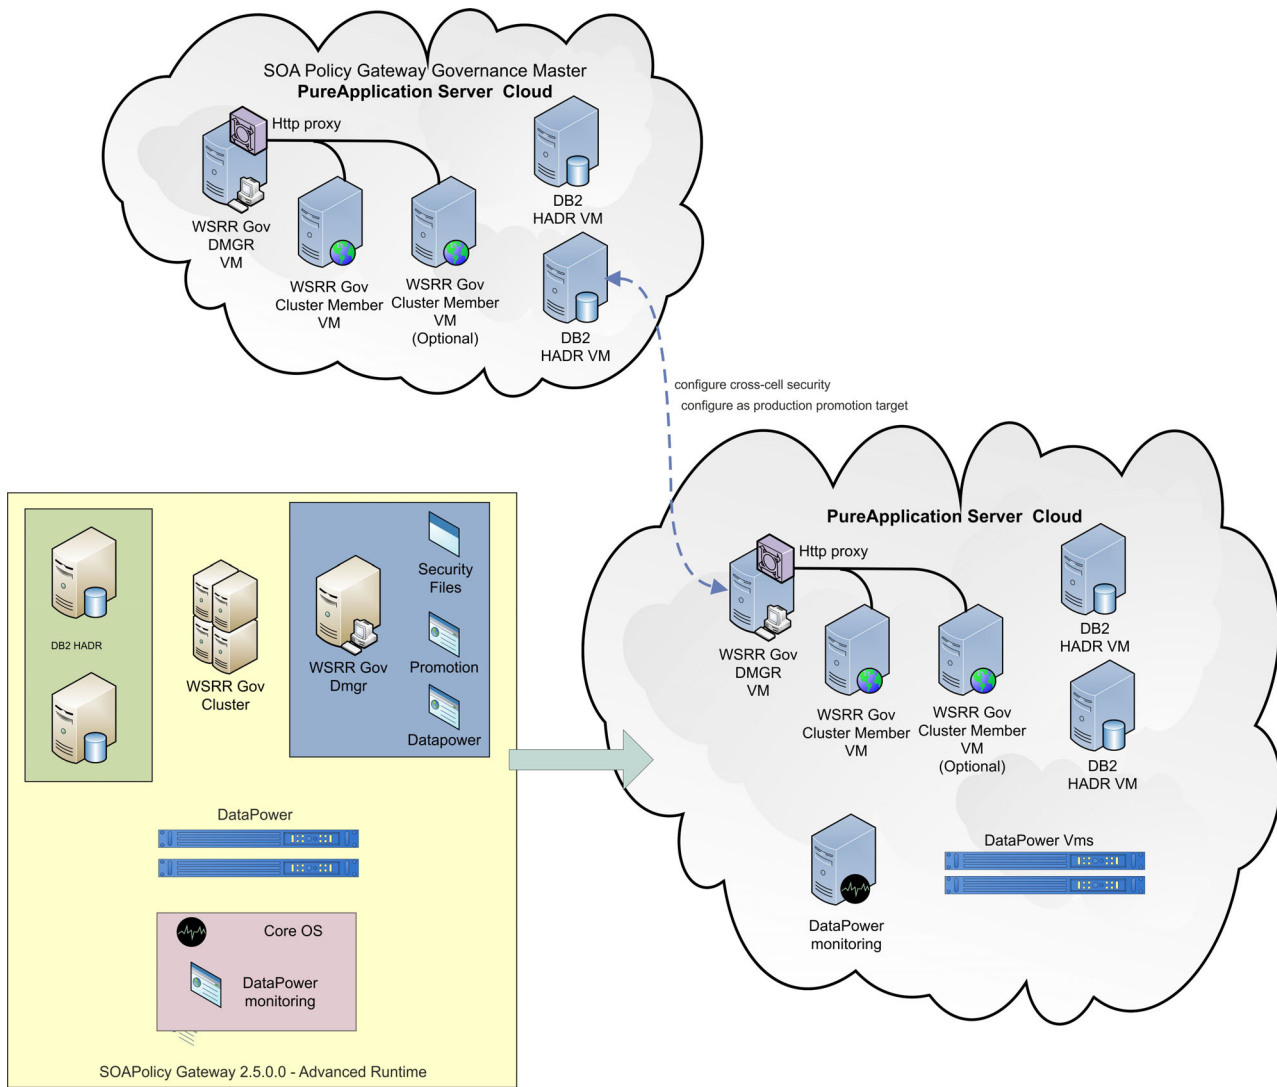 SOA Policy Gateway Governance Master
PureApplication Server  Cloud
Http proxy
WSRR Gov
DMGR
VM
WSRR Gov
Cluster Member
VM
WSRR Gov
Cluster Member
VM
(Optional)
DB2
HADR VM
DB2
HADR VM
configure cross-cell security
configure as production promotion target
DB2 HADR
WSRR Gov
Cluster
WSRR Gov
Dmgr
Security
Files
Promotion
Datapower
DataPower
Core OS
DataPower
monitoring
SOAPolicy Gateway 2.5.0.0 - Advanced Runtime
PureApplication Server  Cloud
Http proxy
WSRR Gov
DMGR
VM
WSRR Gov
Cluster Member
VM
WSRR Gov
Cluster Member
VM
(Optional)
DB2
HADR VM
DB2
HADR VM
DataPower
monitoring
DataPower Vms